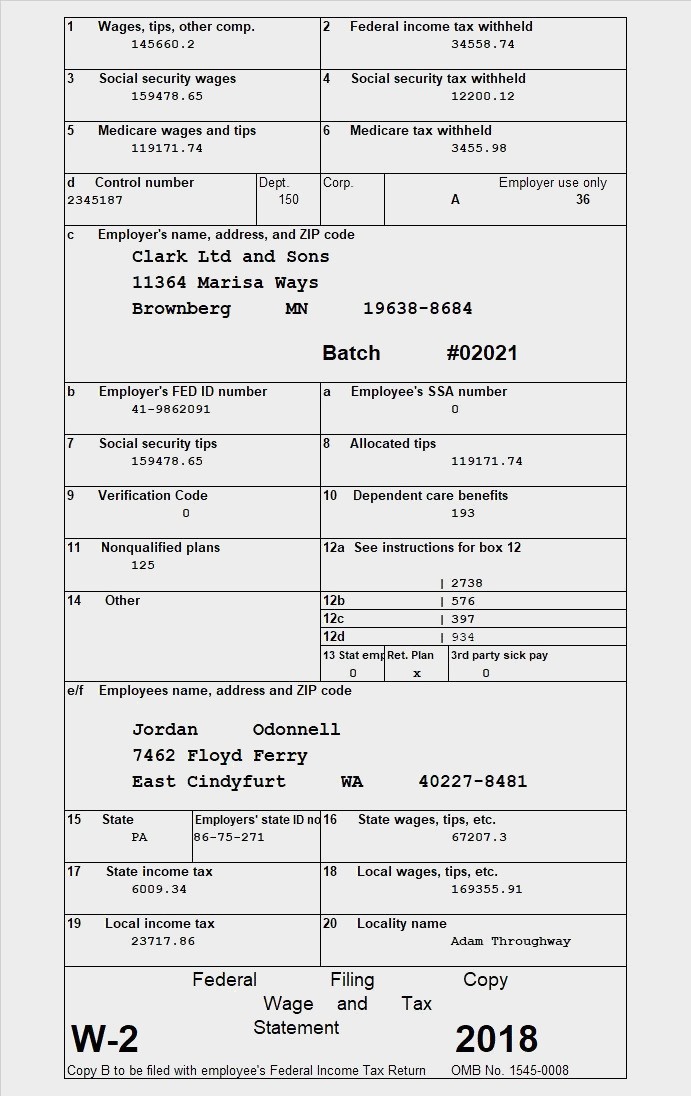 1 Wages, tips, other comp. 2 Federal income tax withheld
145660.2 34558.74
3 Social security wages 4 Social security tax withheld
159478.65 12200.12
5 Medicare wages and tips 6 Medicare tax withheld
119171.74 3455.98
d Control number Dept. Corp. Employer use only
2345187 150 A 36
c Employer's name, address, and ZIP code
Clark Ltd and Sons
11364 Marisa Ways
Brownberg MN 19638-8684
Batch #02021
b Employer's FED ID number a Employee's SSA number
41-9862091 0
7 Social security tips 8 Allocated tips
159478.65 119171.74
9 Verification Code 10 Dependent care benefits
0 193
11 Nonqualified plans 12a See instructions for box 12
125
| 2738
14 Other 12b | 576
12c | 397
12d | 934
13 Stat emp Ret. Plan 3rd party sick pay
0 x 0
e/f Employees name, address and ZIP code
Jordan Odonnell
7462 Floyd Ferry
East Cindyfurt WA 40227-8481
15 State Employers' state ID no 16 State wages, tips, etc.
PA 86-75-271 67207.3
17 State income tax 18 Local wages, tips, etc.
6009.34 169355.91
19 Local income tax 20 Locality name
23717.86 Adam Throughway
Federal Filing Copy
Wage and Tax
Statement
W-2 2018
Copy B to be filed with employee's Federal Income Tax Return OMB No. 1545-0008